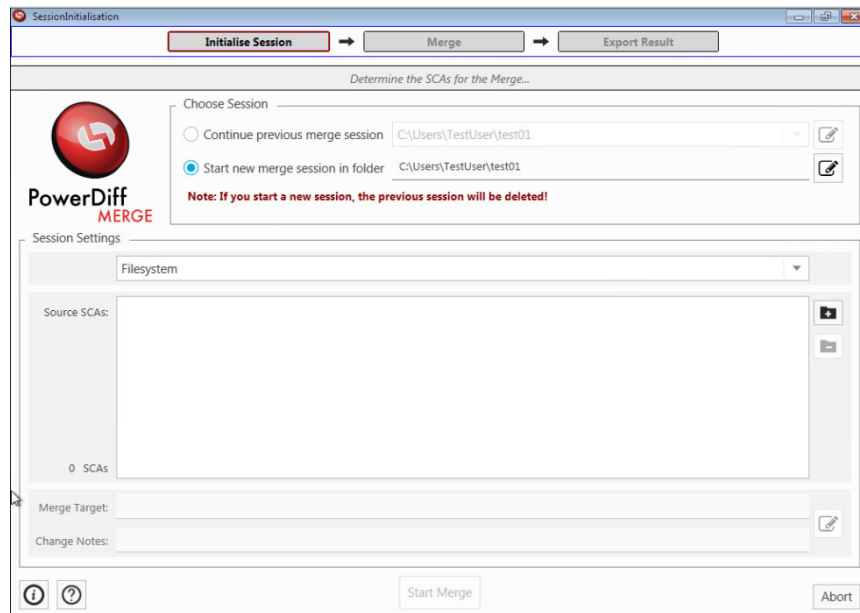 SessionInitialisation
Initialise Session
Merge
Export Result
Determine the SCAs for the Merge...
PowerDiff
MERGE
Choose Session
Continue previous merge session
C:\Users\TestUser\test01
Start new merge session in folder
C:\Users\TestUser\test01
Note: If you start a new session, the previous session will be deleted!
Session Settings
Filesystem
Source SCAs:
0 SCAs
Merge Target:
Change Notes:
Start Merge
Abort